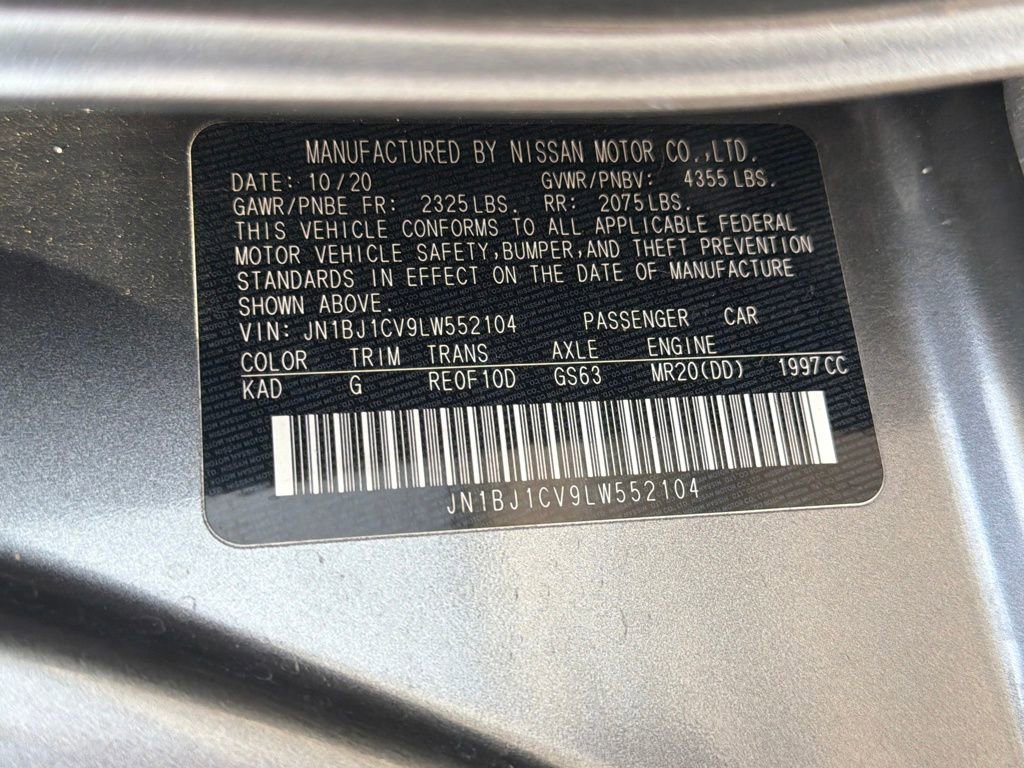 MANUFACTURED BY NISSAN MOTOR CO.,LTD.
DATE: 10/20 GVWR/PNBV: 4355 LBS.
GAWR/PNBE FR: 2325 LBS. RR: 2075 LBS.
THIS VEHICLE CONFORMS TO ALL APPLICABLE FEDERAL
MOTOR VEHICLE SAFETY,BUMPER,AND THEFT PREVENTION
STANDARDS IN EFFECT ON THE DATE OF MANUFACTURE
SHOWN ABOVE.
VIN: JN1BJ1CV9LW552104 PASSENGER CAR
COLOR TRIM TRANS AXLE ENGINE
KAD G RE0F10D GS63 MR20(DD) 1997 CC
JN1BJ1CV9LW552104